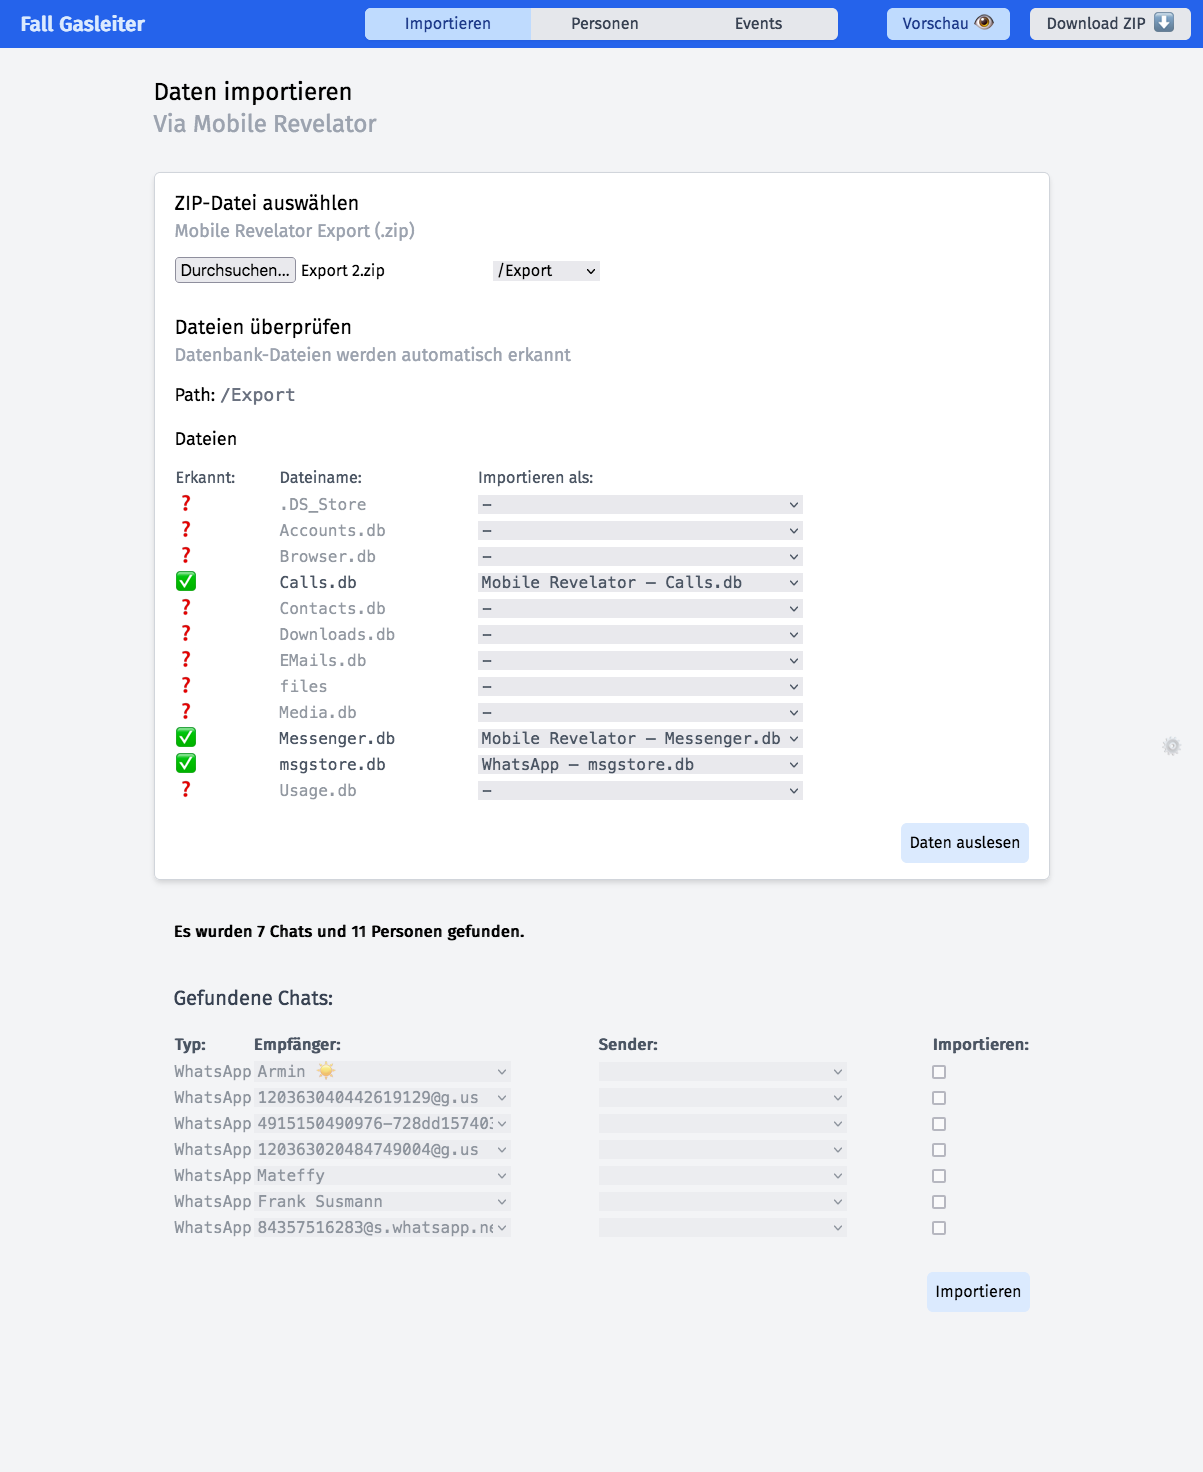 Fall Gasleiter
Importieren Personen Events
Vorschau 👁️ Download ZIP ⬇️
Daten importieren
Via Mobile Revelator
ZIP-Datei auswählen
Mobile Revelator Export (.zip)
Durchsuchen... Export 2.zip /Export
Dateien überprüfen
Datenbank-Dateien werden automatisch erkannt
Path: /Export
Dateien
Erkannt: Dateiname: Importieren als:
❓ .DS_Store —
❓ Accounts.db —
❓ Browser.db —
✅ Calls.db Mobile Revelator — Calls.db
❓ Contacts.db —
❓ Downloads.db —
❓ EMails.db —
❓ files —
❓ Media.db —
✅ Messenger.db Mobile Revelator — Messenger.db
✅ msgstore.db WhatsApp — msgstore.db
❓ Usage.db —
Daten auslesen
Es wurden 7 Chats und 11 Personen gefunden.
Gefundene Chats:
Typ: Empfänger: Sender: Importieren:
WhatsApp Armin ☀️
WhatsApp 120363040442619129@g.us
WhatsApp 4915150490976-728dd157403
WhatsApp 120363020484749004@g.us
WhatsApp Mateffy
WhatsApp Frank Susmann
WhatsApp 84357516283@s.whatsapp.ne
Importieren